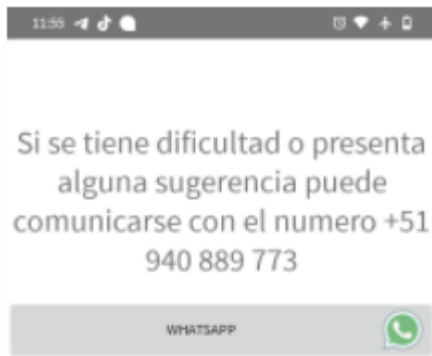 11:55
Si se tiene dificultad o presenta
alguna sugerencia puede
comunicarse con el numero +51
940 889 773
WHATSAPP